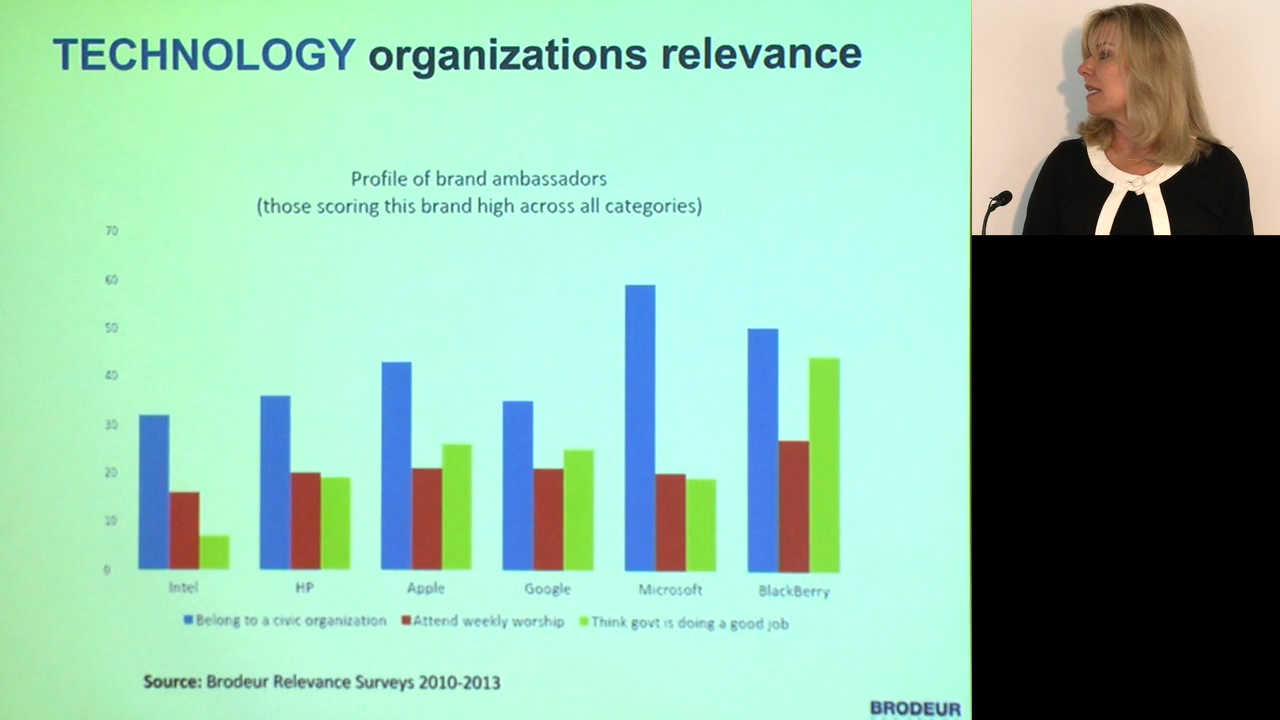 TECHNOLOGY organizations relevance
Profile of brand ambassadors
(those scoring this brand high across all categories)
70
60
50
40
30
20
10
0
Intel HP Apple Google Microsoft BlackBerry
Belong to a civic organization Attend weekly worship Think govt is doing a good job
Source: Brodeur Relevance Surveys 2010-2013
BRODEUR